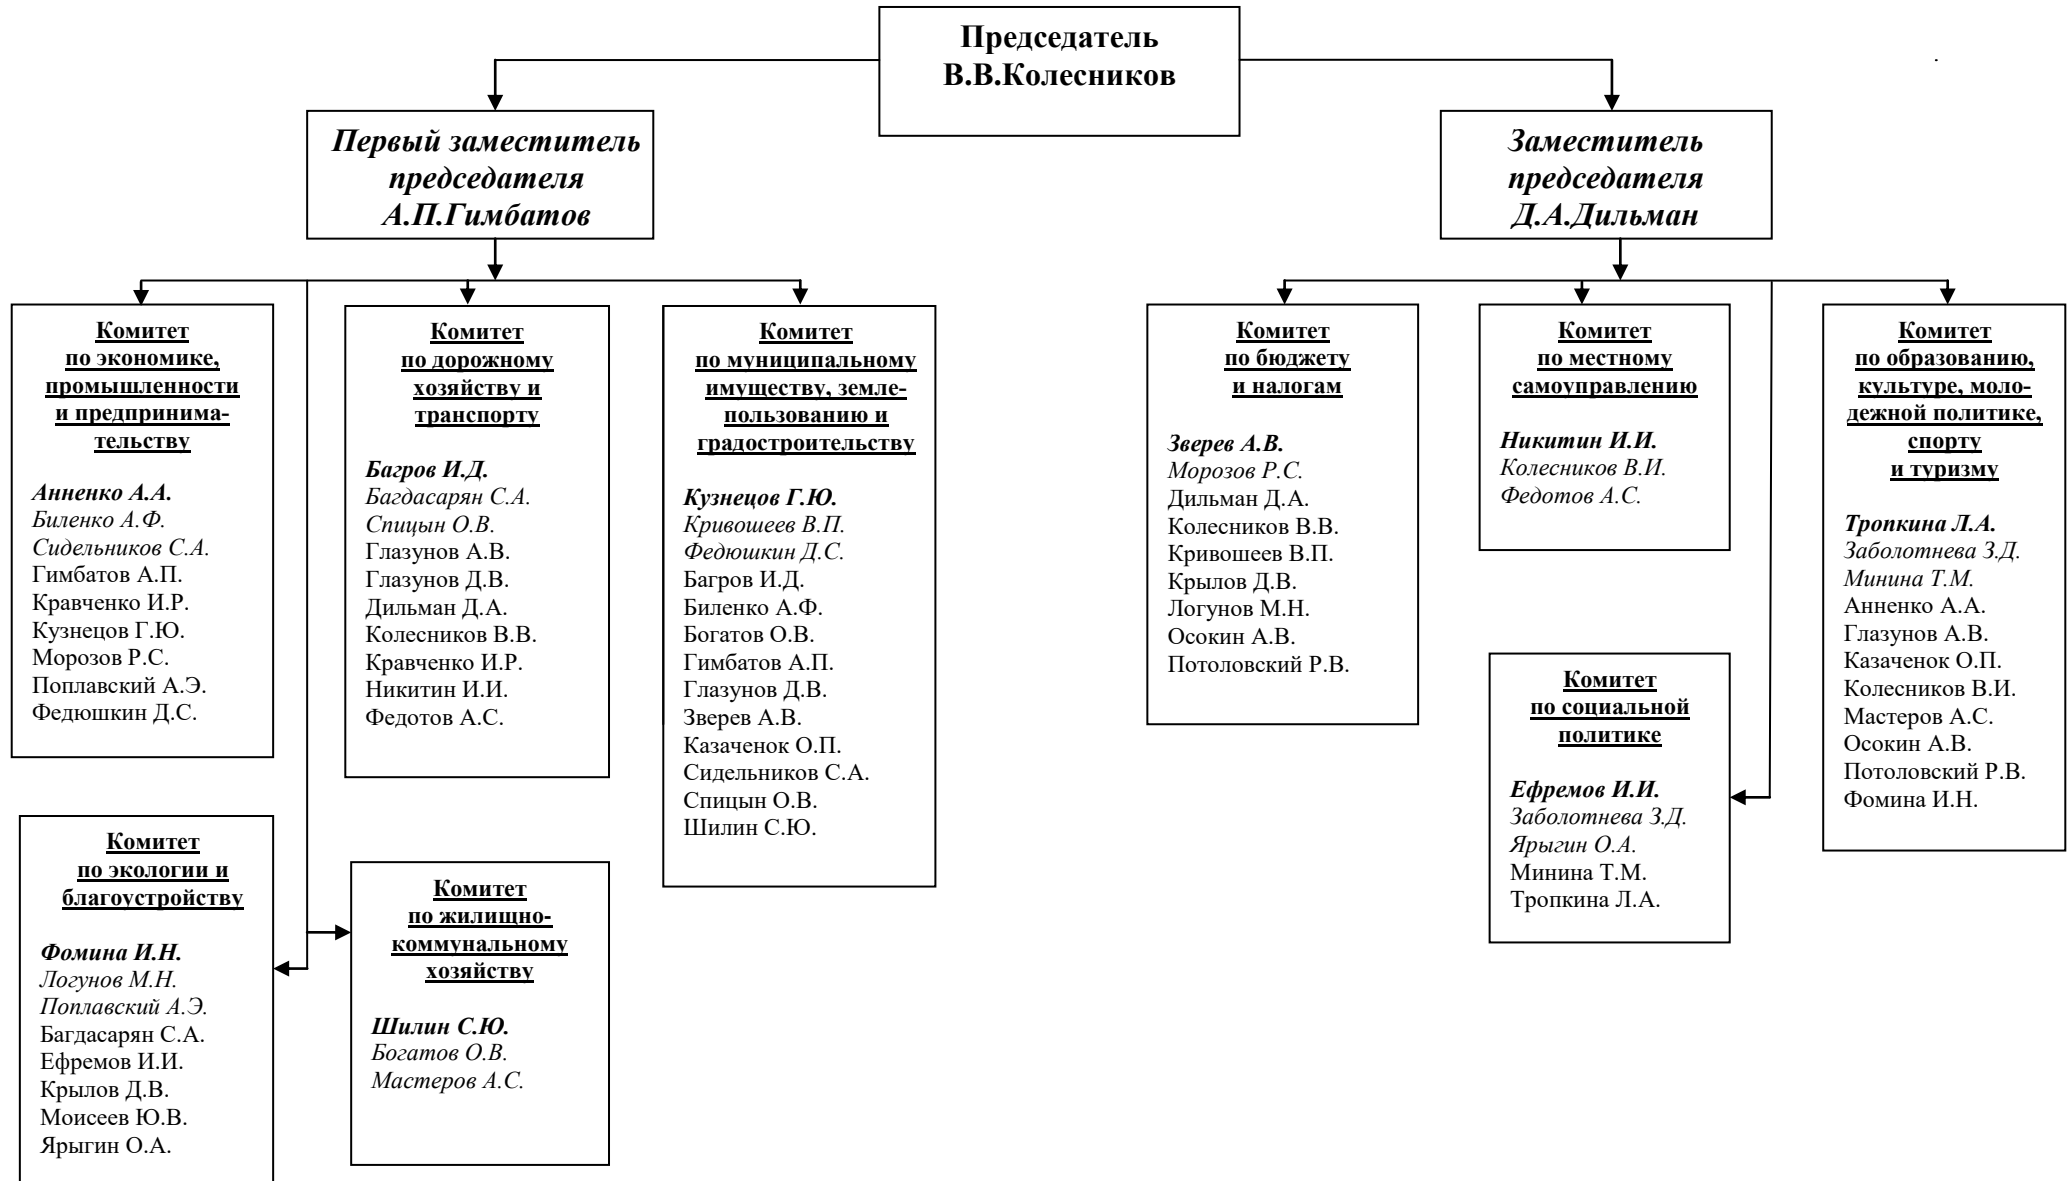 Председатель
В.В.Колесников
Первый заместитель
председателя
А.П.Гимбатов
Заместитель
председателя
Д.А.Дильман
Комитет
по экономике,
промышленности
и предпринима-
тельству
Анненко А.А.
Биленко А.Ф.
Сидельников С.А.
Гимбатов А.П.
Кравченко И.Р.
Кузнецов Г.Ю.
Морозов Р.С.
Поплавский А.Э.
Федюшкин Д.С.
Комитет
по дорожному
хозяйству и
транспорту
Багров И.Д.
Багдасарян С.А.
Спицын О.В.
Глазунов А.В.
Глазунов Д.В.
Дильман Д.А.
Колесников В.В.
Кравченко И.Р.
Никитин И.И.
Федотов А.С.
Комитет
по муниципальному
имуществу, земле-
пользованию и
градостроительству
Кузнецов Г.Ю.
Кривошеев В.П.
Федюшкин Д.С.
Багров И.Д.
Биленко А.Ф.
Богатов О.В.
Гимбатов А.П.
Глазунов Д.В.
Зверев А.В.
Казаченок О.П.
Сидельников С.А.
Спицын О.В.
Шилин С.Ю.
Комитет
по бюджету
и налогам
Зверев А.В.
Морозов Р.С.
Дильман Д.А.
Колесников В.В.
Кривошеев В.П.
Крылов Д.В.
Логунов М.Н.
Осокин А.В.
Потоловский Р.В.
Комитет
по местному
самоуправлению
Никитин И.И.
Колесников В.И.
Федотов А.С.
Комитет
по образованию,
культуре, моло-
дежной политике,
спорту
и туризму
Тропкина Л.А.
Заболотнева З.Д.
Минина Т.М.
Анненко А.А.
Глазунов А.В.
Казаченок О.П.
Колесников В.И.
Мастеров А.С.
Осокин А.В.
Потоловский Р.В.
Фомина И.Н.
Комитет
по социальной
политике
Ефремов И.И.
Заболотнева З.Д.
Ярыгин О.А.
Минина Т.М.
Тропкина Л.А.
Комитет
по экологии и
благоустройству
Фомина И.Н.
Логунов М.Н.
Поплавский А.Э.
Багдасарян С.А.
Ефремов И.И.
Крылов Д.В.
Моисеев Ю.В.
Ярыгин О.А.
Комитет
по жилищно-
коммунальному
хозяйству
Шилин С.Ю.
Богатов О.В.
Мастеров А.С.